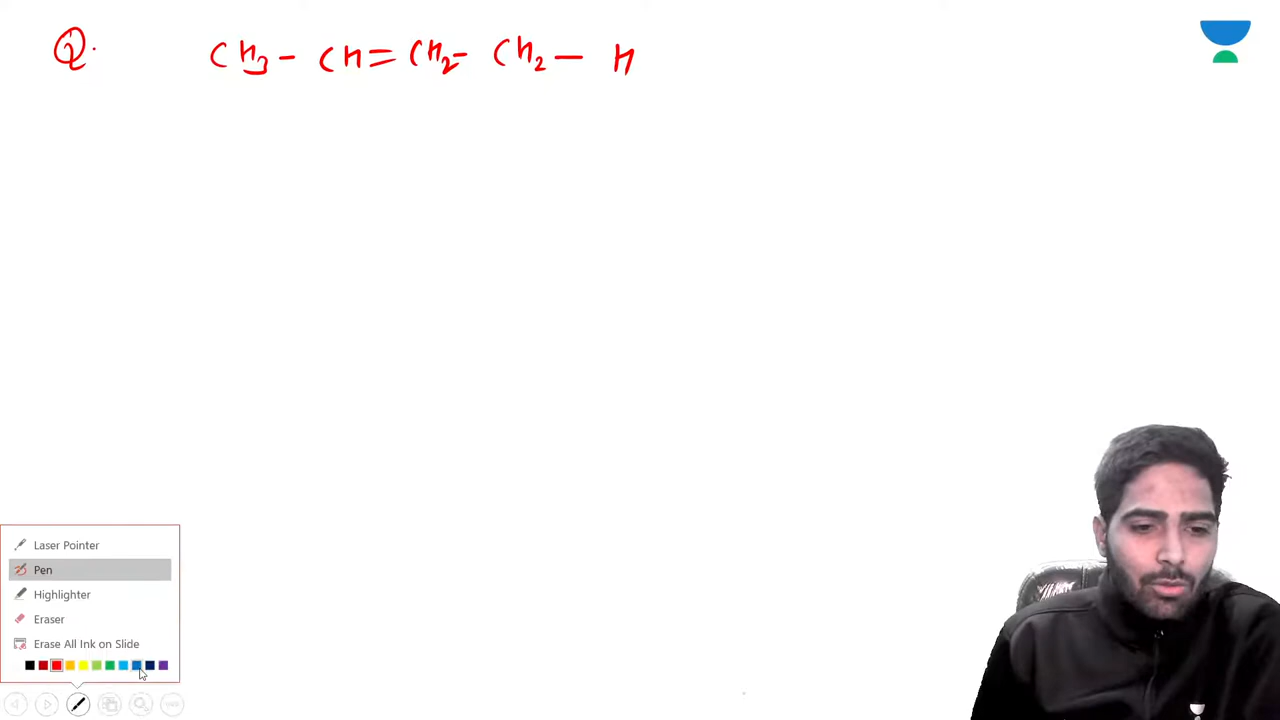 Q. CH3 - CH = CH2 - CH2 - H
Laser Pointer
Pen
Highlighter
Eraser
Erase All Ink on Slide